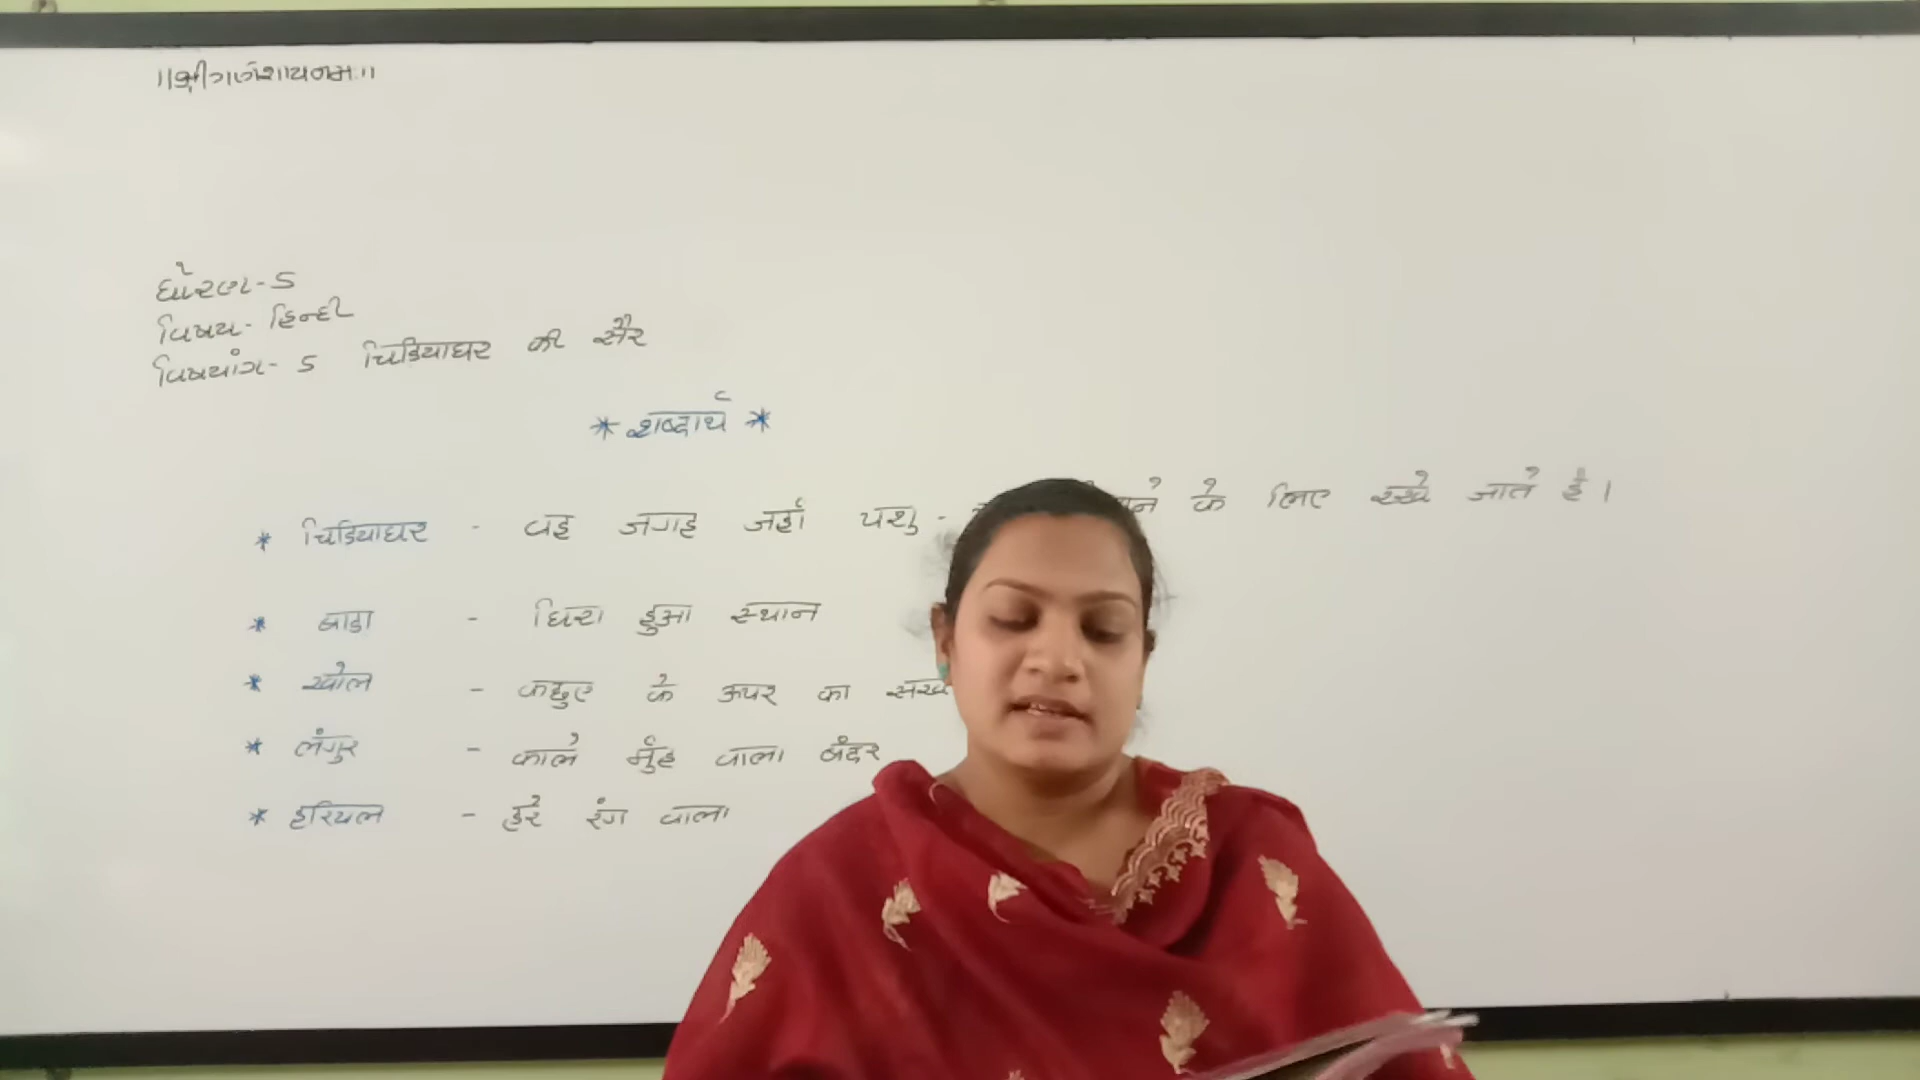 ॥શ્રી ગણેશાય નમઃ॥
ધોરણ-5
વિષય- હિન્દી
વિષયાંગ- 5 चिडियाघर की सैर
* शब्दार्थ *
* चिडियाघर - वह जगह जहाँ पशु- के लिए रखे जाते है।
* बाडा - घिरा हुआ स्थान
* खोल - कछुए के ऊपर का
* लंगुर - काले मुँह वाला बंदर
* हरियल - हरे रंग वाला